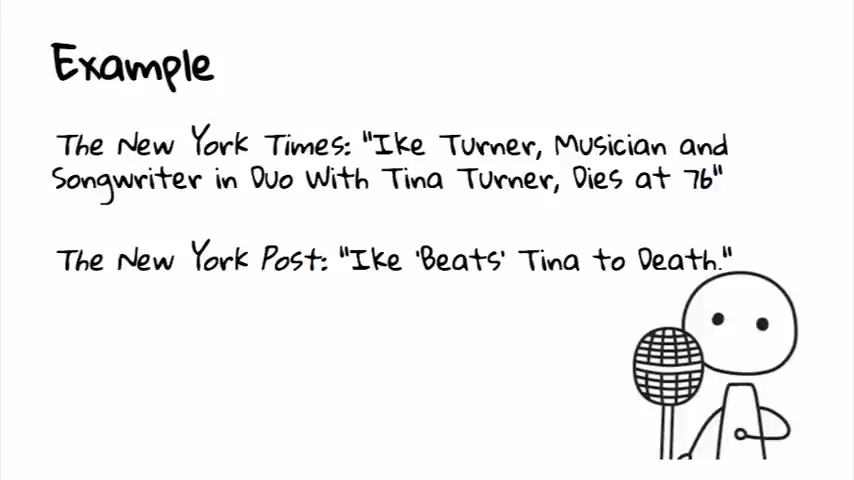 Example
The New York Times: "Ike Turner, Musician and
Songwriter in Duo With Tina Turner, Dies at 76"
The New York Post: "Ike 'Beats' Tina to Death."